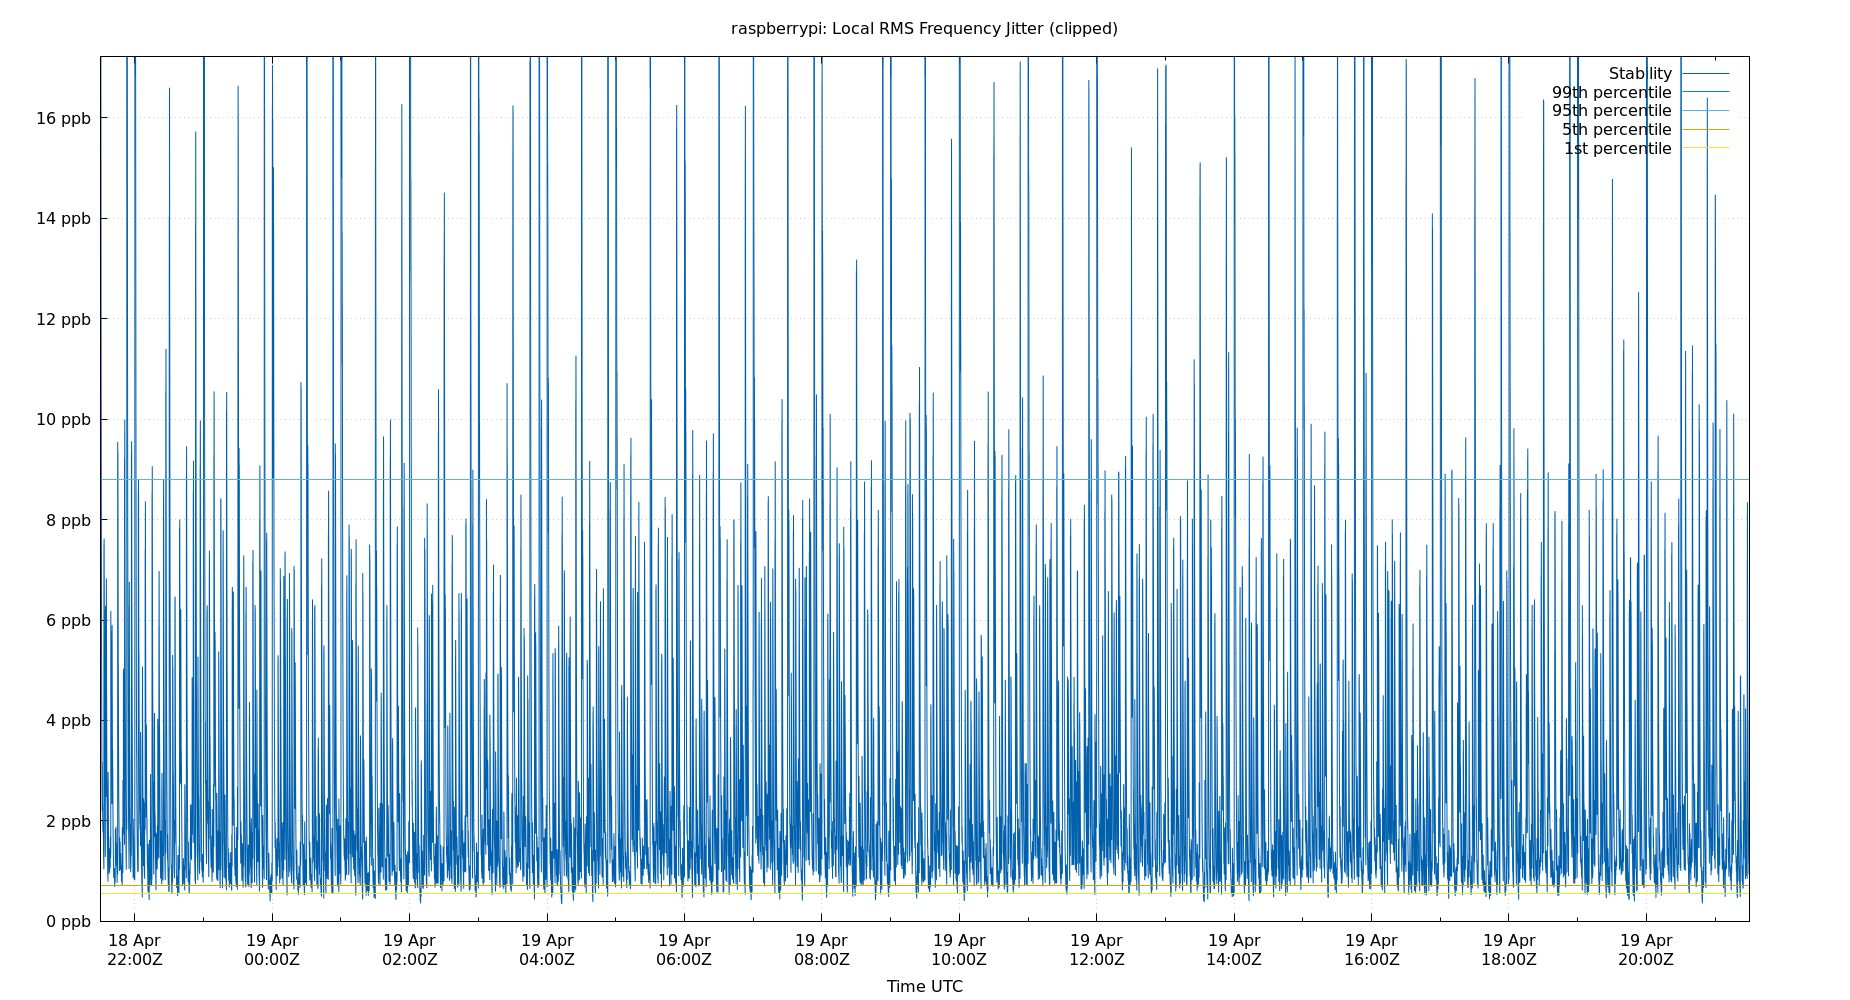 raspberrypi: Local RMS Frequency Jitter (clipped)
Stability
99th percentile
95th percentile
5th percentile
1st percentile
16 ppb
14 ppb
12 ppb
10 ppb
8 ppb
6 ppb
4 ppb
2 ppb
0 ppb
18 Apr 19 Apr 19 Apr 19 Apr 19 Apr 19 Apr 19 Apr 19 Apr 19 Apr 19 Apr 19 Apr 19 Apr
22:00Z 00:00Z 02:00Z 04:00Z 06:00Z 08:00Z 10:00Z 12:00Z 14:00Z 16:00Z 18:00Z 20:00Z
Time UTC